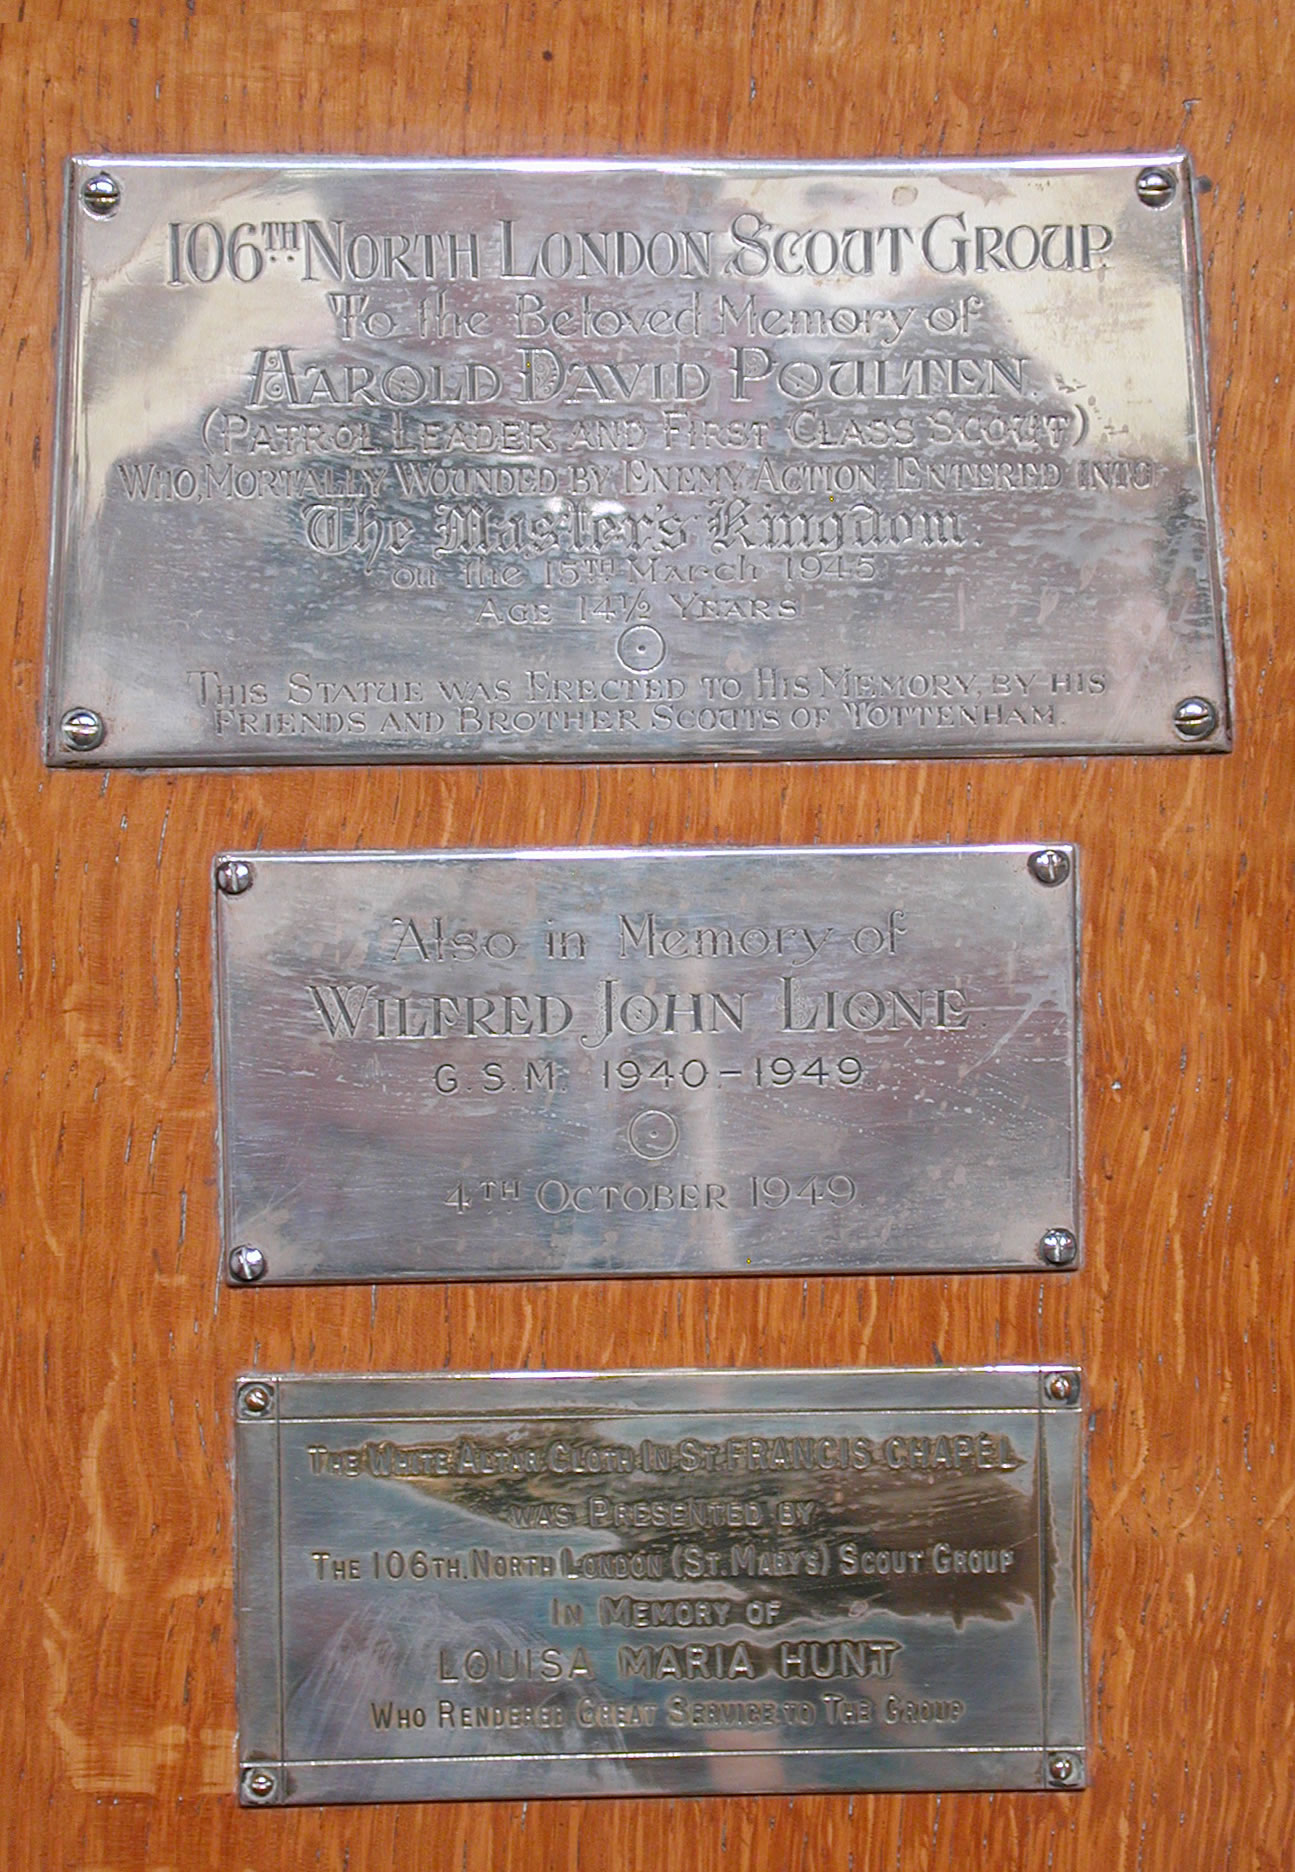 106TH NORTH LONDON SCOUT GROUP.
To the Beloved Memory of
AAROLD DAVID POULTEN.
(PATROL LEADER AND FIRST CLASS SCOUT)
WHO, MORTALLY WOUNDED BY ENEMY ACTION, ENTERED INTO
The Master's Kingdom.
on the 15TH March 1945
AGE 14½ YEARS
THIS STATUE WAS ERECTED TO HIS MEMORY, BY HIS
FRIENDS AND BROTHER SCOUTS OF TOTTENHAM.
Also in Memory of
WILFRED JOHN LIONE.
G.S.M. 1940-1949.
4TH OCTOBER 1949.
THE WHITE ALTAR CLOTH IN ST. FRANCIS CHAPEL
WAS PRESENTED BY
THE 106TH. NORTH LONDON (ST. MARY'S) SCOUT GROUP
IN MEMORY OF
LOUISA MARIA HUNT
WHO RENDERED GREAT SERVICE TO THE GROUP